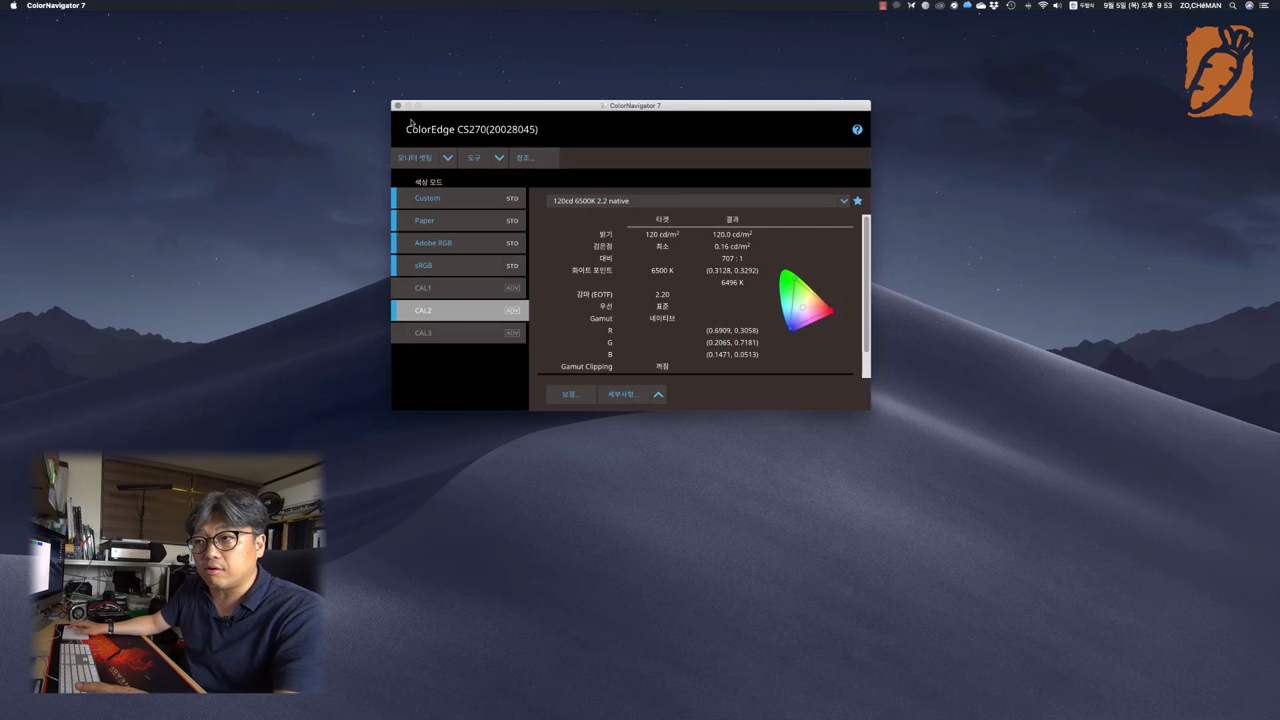 ColorNavigator 7
두벌식
9월 5일 (목) 오후 9 53
ZO,CHéMAN
ColorNavigator 7
ColorEdge CS270(20028045)
모니터 셋팅
도구
참조...
색상 모드
Custom STD
Paper STD
Adobe RGB STD
sRGB STD
CAL1 ADV
CAL2 ADV
CAL3 ADV
120cd 6500K 2.2 native
타겟 결과
밝기 120 cd/m² 120.0 cd/m²
검은점 최소 0.16 cd/m²
대비 707 : 1
화이트 포인트 6500 K (0.3128, 0.3292)
6496 K
감마 (EOTF) 2.20
우선 표준
Gamut 네이티브
R (0.6909, 0.3058)
G (0.2065, 0.7181)
B (0.1471, 0.0513)
Gamut Clipping 꺼짐
보정...
세부사항...